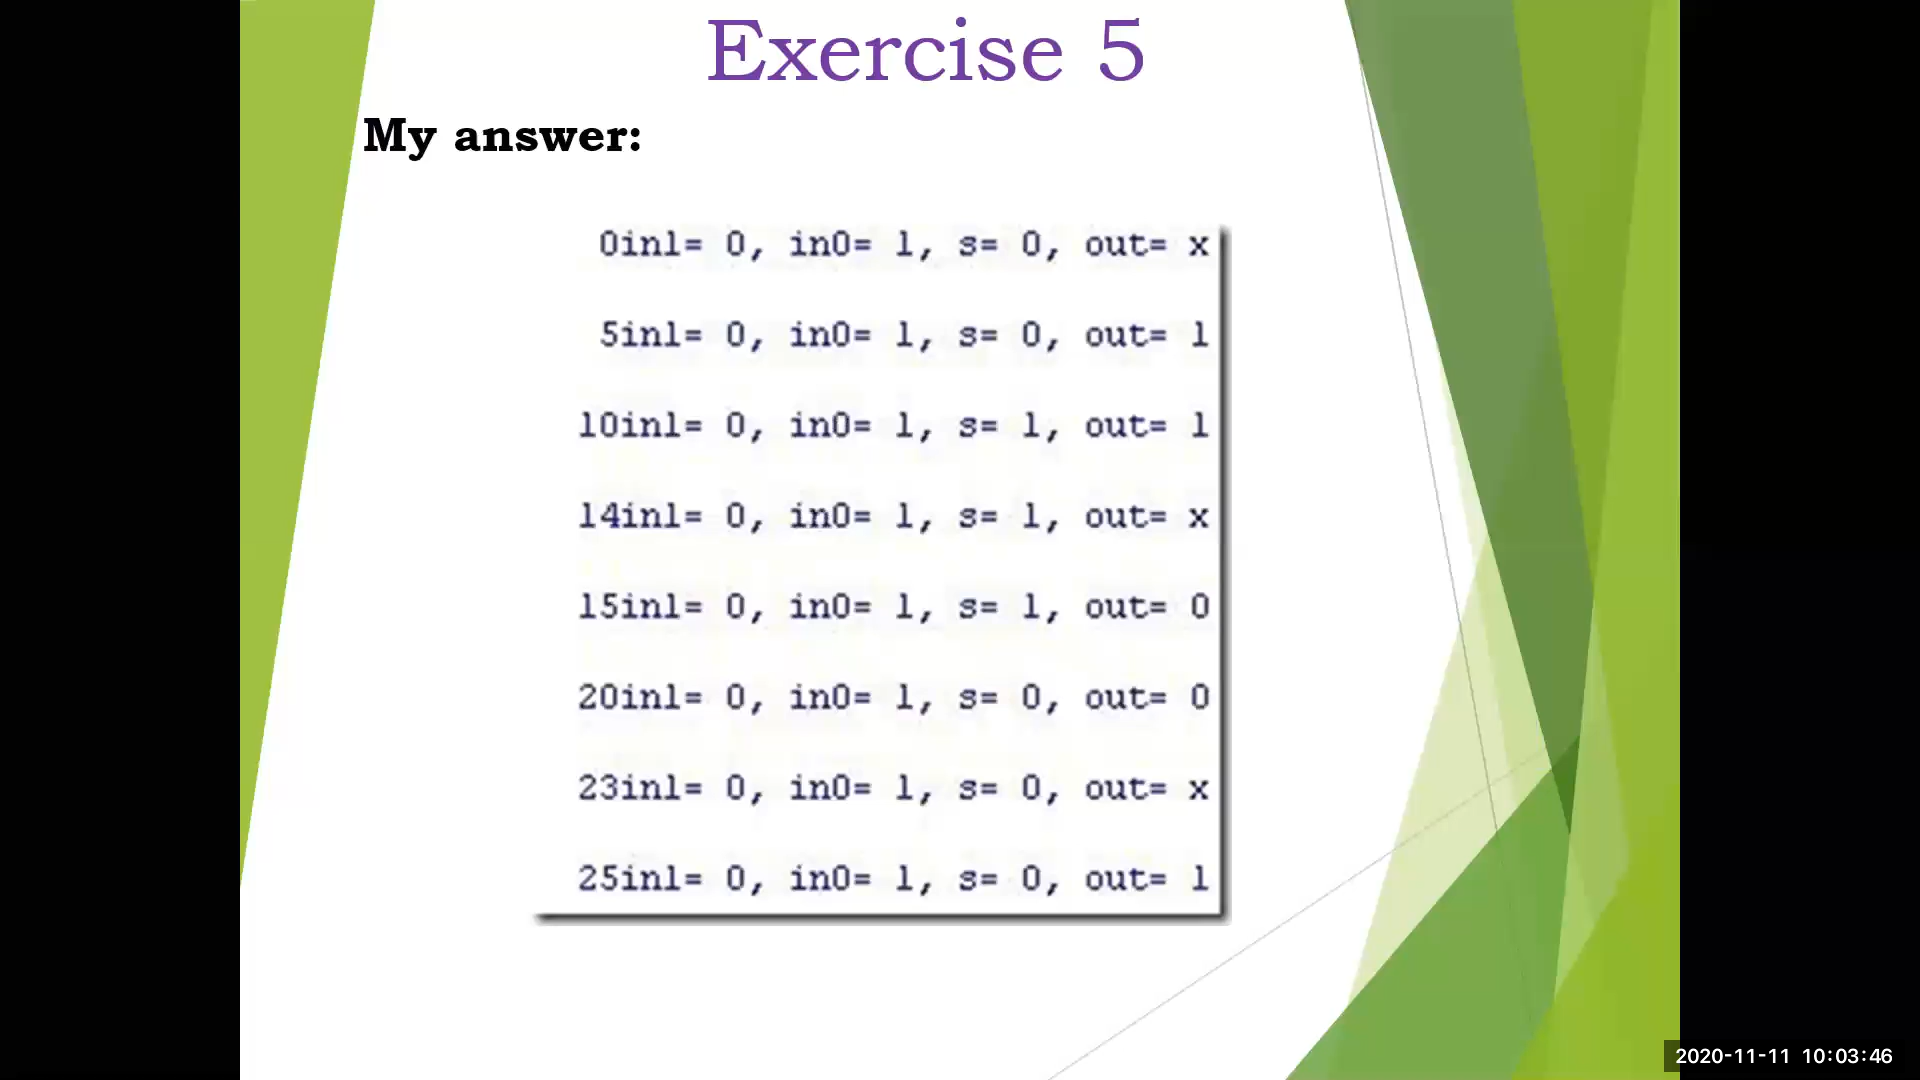 Exercise 5
My answer:
0in1= 0, in0= 1, s= 0, out= x
5in1= 0, in0= 1, s= 0, out= 1
10in1= 0, in0= 1, s= 1, out= 1
14in1= 0, in0= 1, s= 1, out= x
15in1= 0, in0= 1, s= 1, out= 0
20in1= 0, in0= 1, s= 0, out= 0
23in1= 0, in0= 1, s= 0, out= x
25in1= 0, in0= 1, s= 0, out= 1
2020-11-11 10:03:46